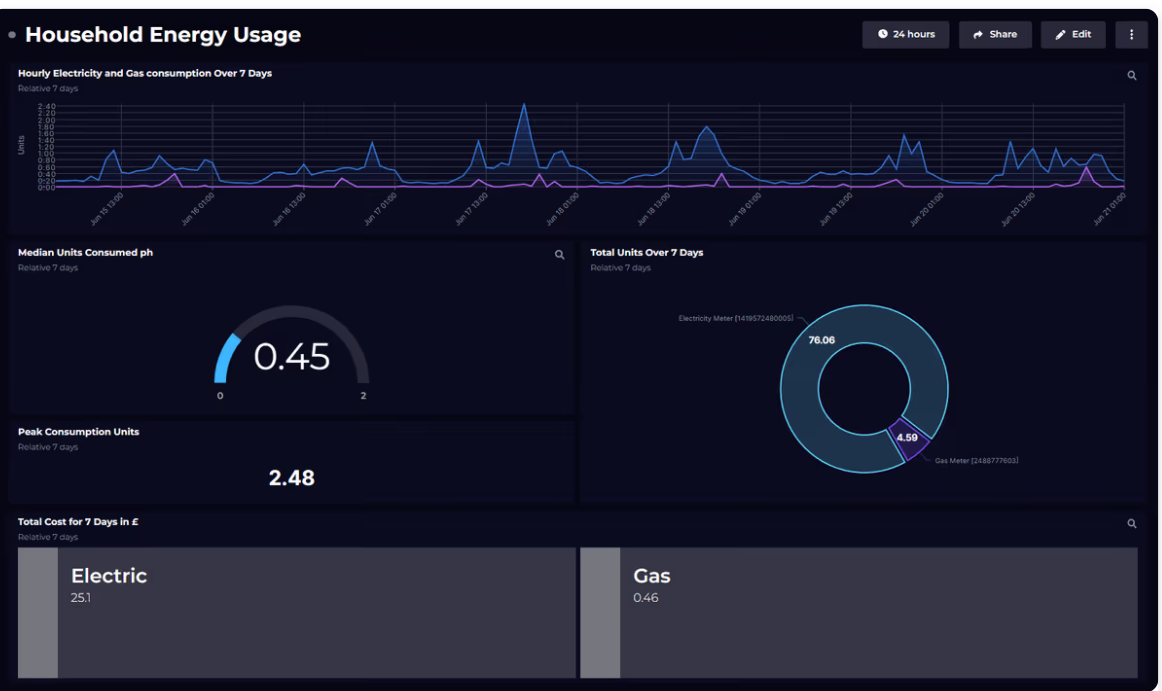 Household Energy Usage
24 hours
Share
Edit
Hourly Electricity and Gas consumption Over 7 Days
Relative 7 days
Units
2:40
2:20
2:00
1:80
1:60
1:40
1:20
1:00
0:80
0:60
0:40
0:20
0:00
Jun 15 13:00
Jun 16 01:00
Jun 16 13:00
Jun 17 01:00
Jun 17 13:00
Jun 18 01:00
Jun 18 13:00
Jun 19 01:00
Jun 19 13:00
Jun 20 01:00
Jun 20 13:00
Jun 21 01:00
Median Units Consumed ph
Relative 7 days
0.45
0
2
Peak Consumption Units
Relative 7 days
2.48
Total Units Over 7 Days
Relative 7 days
Electricity Meter [1419572480005]
76.06
4.59
Gas Meter [2488777603]
Total Cost for 7 Days in £
Relative 7 days
Electric
25.1
Gas
0.46